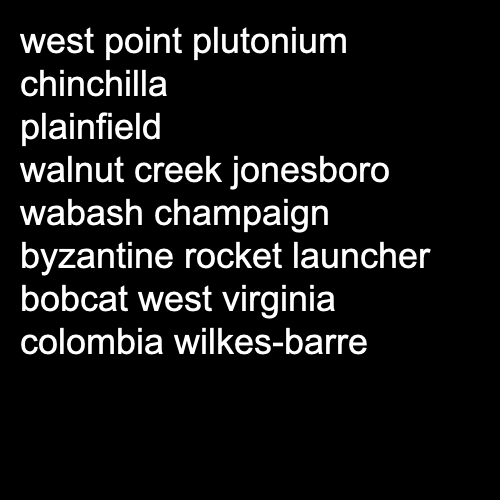 west point plutonium
chinchilla
plainfield
walnut creek jonesboro
wabash champaign
byzantine rocket launcher
bobcat west virginia
colombia wilkes-barre